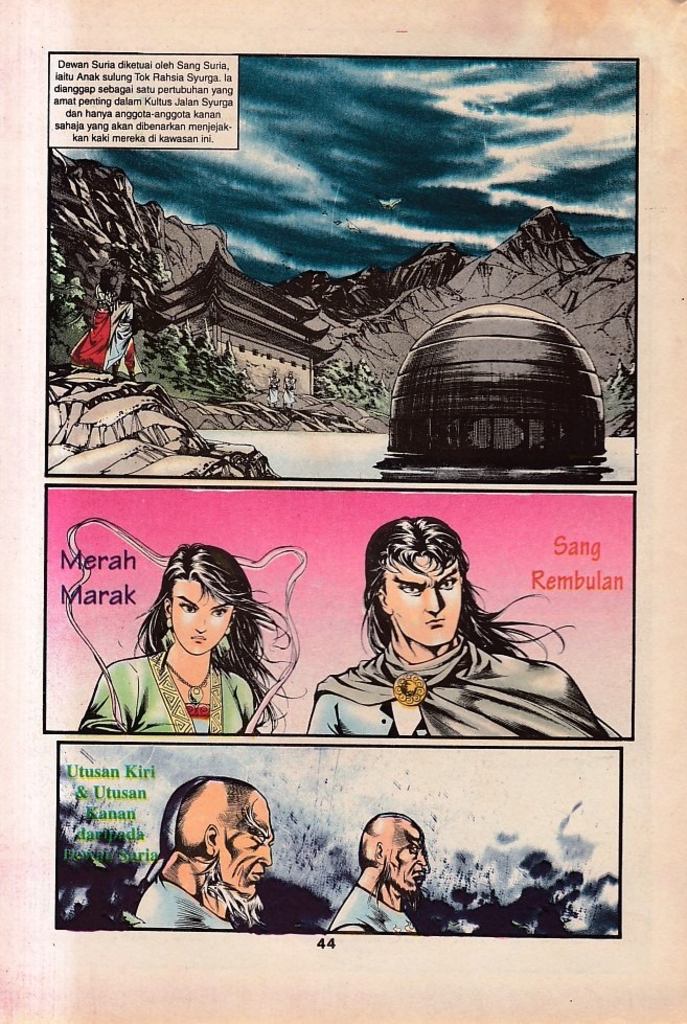 Dewan Suria diketuai oleh Sang Suria,
iaitu Anak sulung Tok Rahsia Syurga. Ia
dianggap sebagai satu pertubuhan yang
amat penting dalam Kultus Jalan Syurga
dan hanya anggota-anggota kanan
sahaja yang akan dibenarkan menjejak-
kan kaki mereka di kawasan ini.
Merah
Marak
Sang
Rembulan
Utusan Kiri
& Utusan
Kanan
daripada
Dewan Suria
44